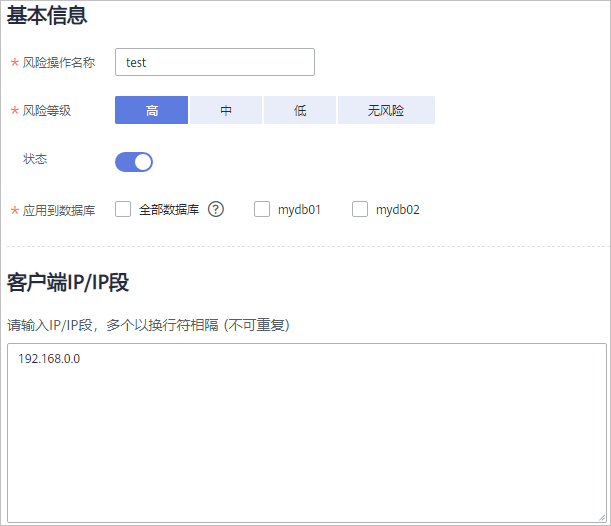 基本信息
* 风险操作名称 test
* 风险等级 高 中 低 无风险
状态
* 应用到数据库 全部数据库 ? mydb01 mydb02
客户端IP/IP段
请输入IP/IP段，多个以换行符相隔 (不可重复)
192.168.0.0